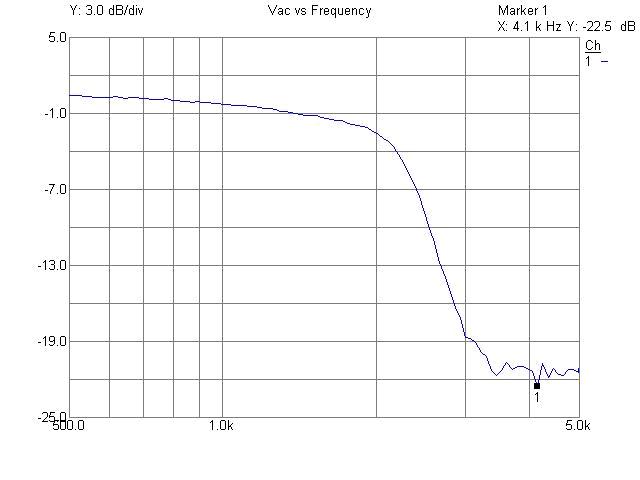 Y: 3.0 dB/div Vac vs Frequency Marker 1
X: 4.1 k Hz Y: -22.5 dB
5.0
Ch
1
-1.0
-7.0
-13.0
-19.0
1
-25.0
500.0 1.0k 5.0k